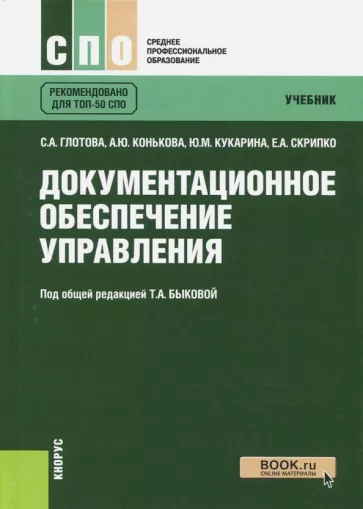 СПО
СРЕДНЕЕ
ПРОФЕССИОНАЛЬНОЕ
ОБРАЗОВАНИЕ
РЕКОМЕНДОВАНО
ДЛЯ ТОП-50 СПО
УЧЕБНИК
С.А. ГЛОТОВА, А.Ю. КОНЬКОВА, Ю.М. КУКАРИНА, Е.А. СКРИПКО
ДОКУМЕНТАЦИОННОЕ
ОБЕСПЕЧЕНИЕ
УПРАВЛЕНИЯ
Под общей редакцией Т.А. БЫКОВОЙ
КНОРУС
BOOK.ru
ОНЛАЙН-МАТЕРИАЛЫ